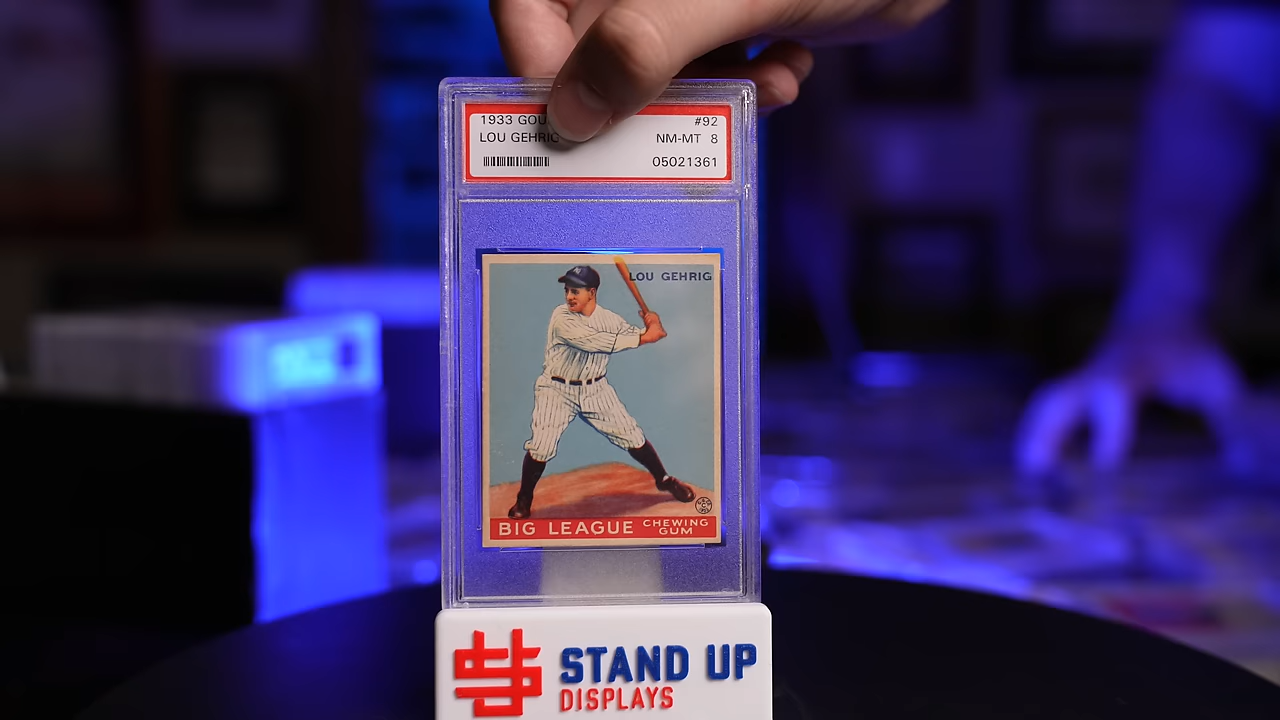 1933 GOU
#92
LOU GEHRIG
NM-MT 8
05021361
LOU GEHRIG
BIG LEAGUE CHEWING GUM
STAND UP
DISPLAYS